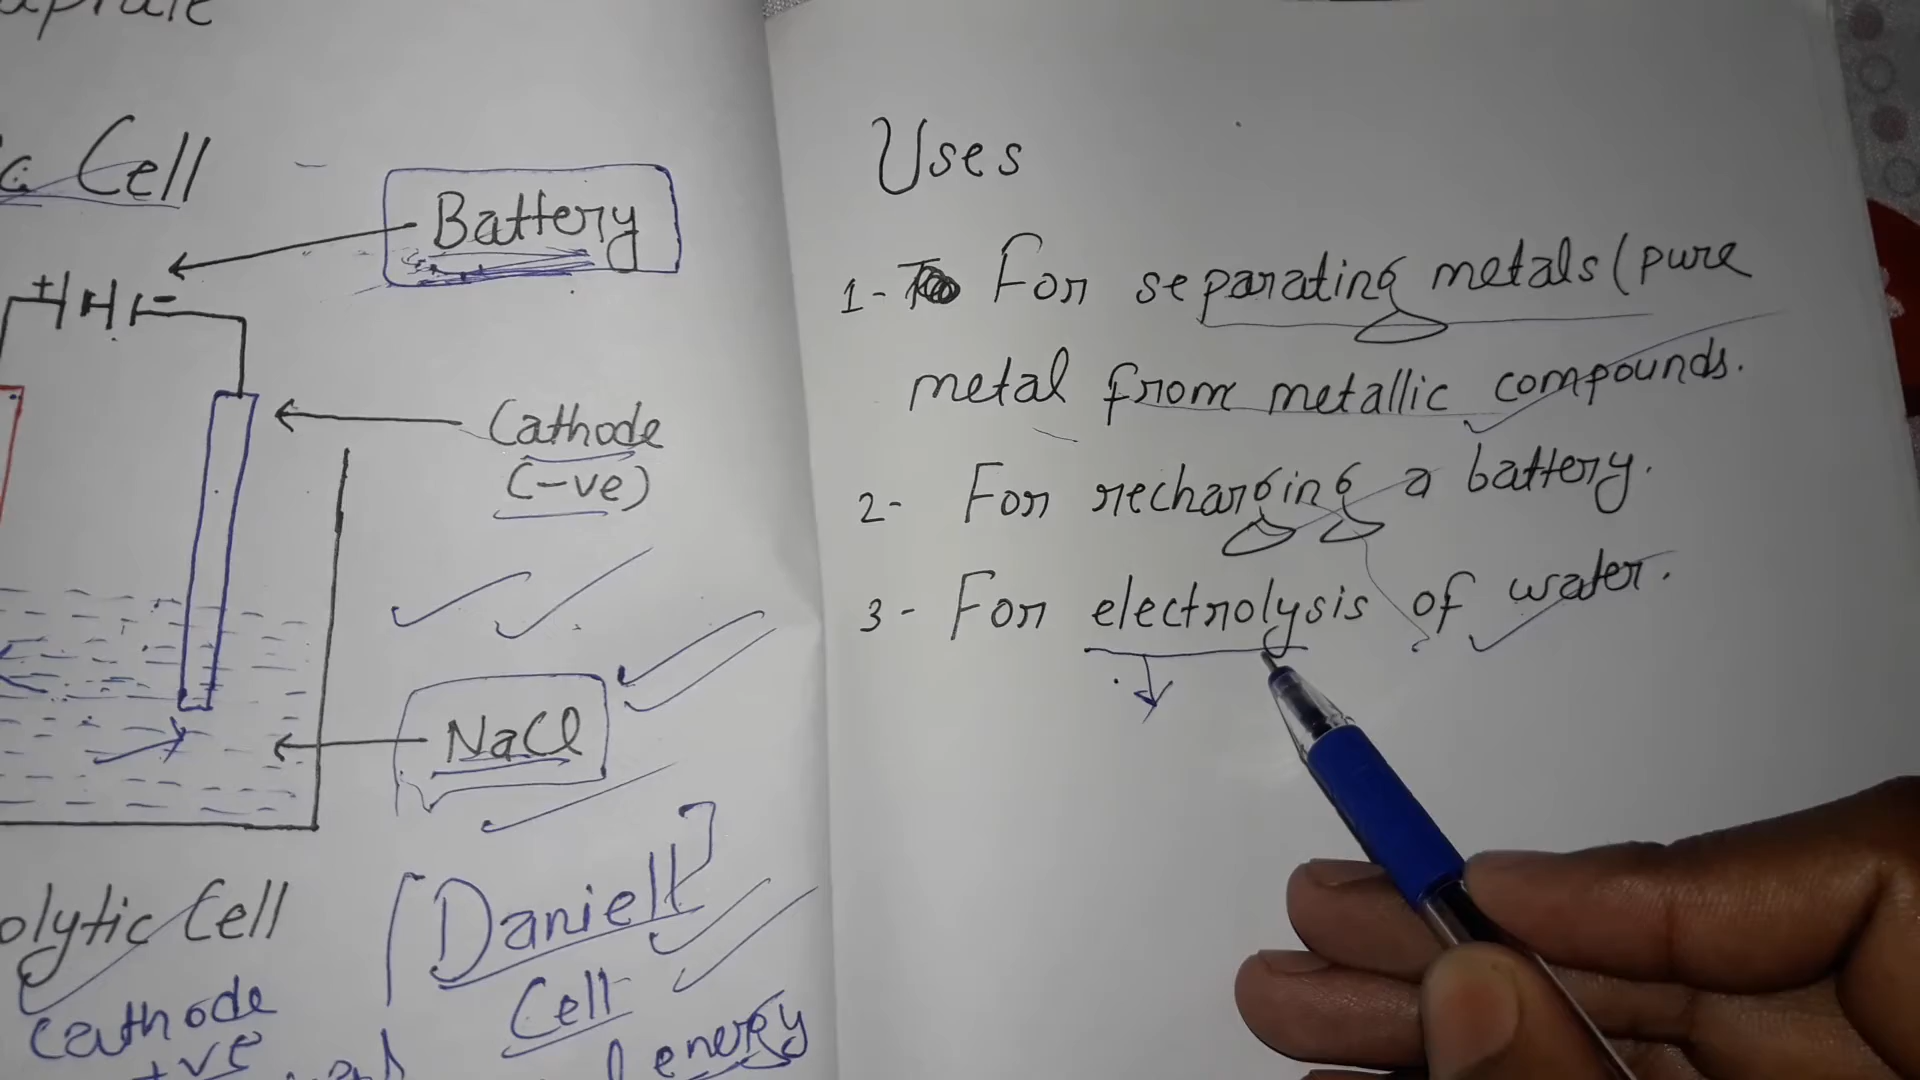 Cell
Battery
+ -
Cathode
(-ve)
NaCl
olytic Cell
[Daniell]
Cell
Cathode
+ve
energy
Uses
1- For separating metals (pure
metal from metallic compounds.
2- For recharging a battery.
3- For electrolysis of water.